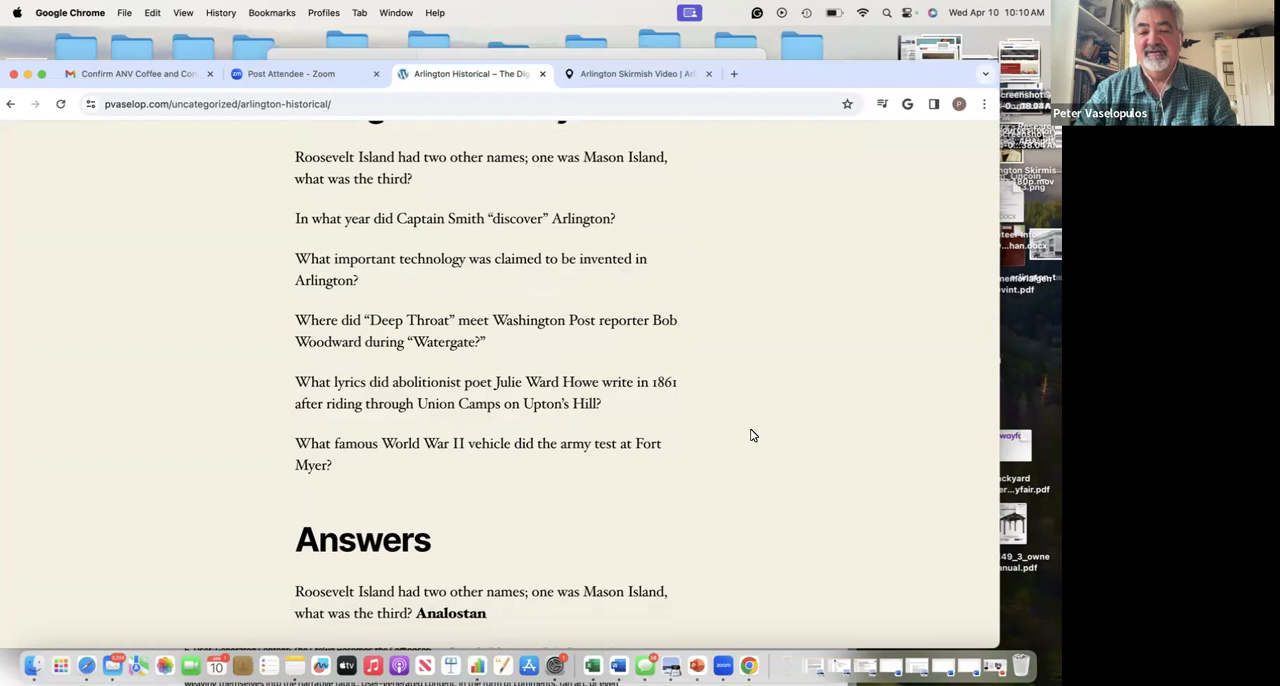 Google Chrome File Edit View History Bookmarks Profiles Tab Window Help Wed Apr 10 10:10 AM
Confirm ANV Coffee and Con
Post Attendee - Zoom
Arlington Historical – The Dig
Arlington Skirmish Video | Arl
pvaselop.com/uncategorized/arlington-historical/
Peter Vaselopulos
Roosevelt Island had two other names; one was Mason Island,
what was the third?
In what year did Captain Smith “discover” Arlington?
What important technology was claimed to be invented in
Arlington?
Where did “Deep Throat” meet Washington Post reporter Bob
Woodward during “Watergate?”
What lyrics did abolitionist poet Julie Ward Howe write in 1861
after riding through Union Camps on Upton’s Hill?
What famous World War II vehicle did the army test at Fort
Myer?
Answers
Roosevelt Island had two other names; one was Mason Island,
what was the third? Analostan